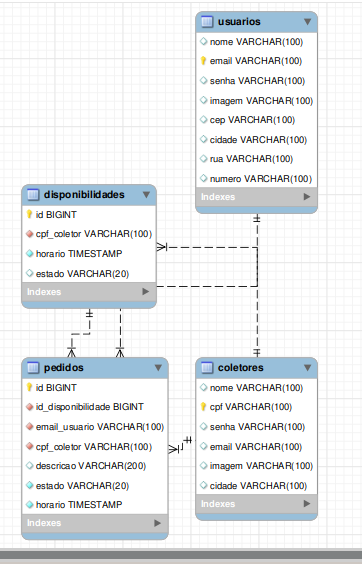 usuarios
nome VARCHAR(100)
email VARCHAR(100)
senha VARCHAR(100)
imagem VARCHAR(100)
cep VARCHAR(100)
cidade VARCHAR(100)
rua VARCHAR(100)
numero VARCHAR(100)
Indexes
disponibilidades
id BIGINT
cpf_coletor VARCHAR(100)
horario TIMESTAMP
estado VARCHAR(20)
Indexes
pedidos
id BIGINT
id_disponibilidade BIGINT
email_usuario VARCHAR(100)
cpf_coletor VARCHAR(100)
descricao VARCHAR(200)
estado VARCHAR(20)
horario TIMESTAMP
Indexes
coletores
nome VARCHAR(100)
cpf VARCHAR(100)
senha VARCHAR(100)
email VARCHAR(100)
imagem VARCHAR(100)
cidade VARCHAR(100)
Indexes